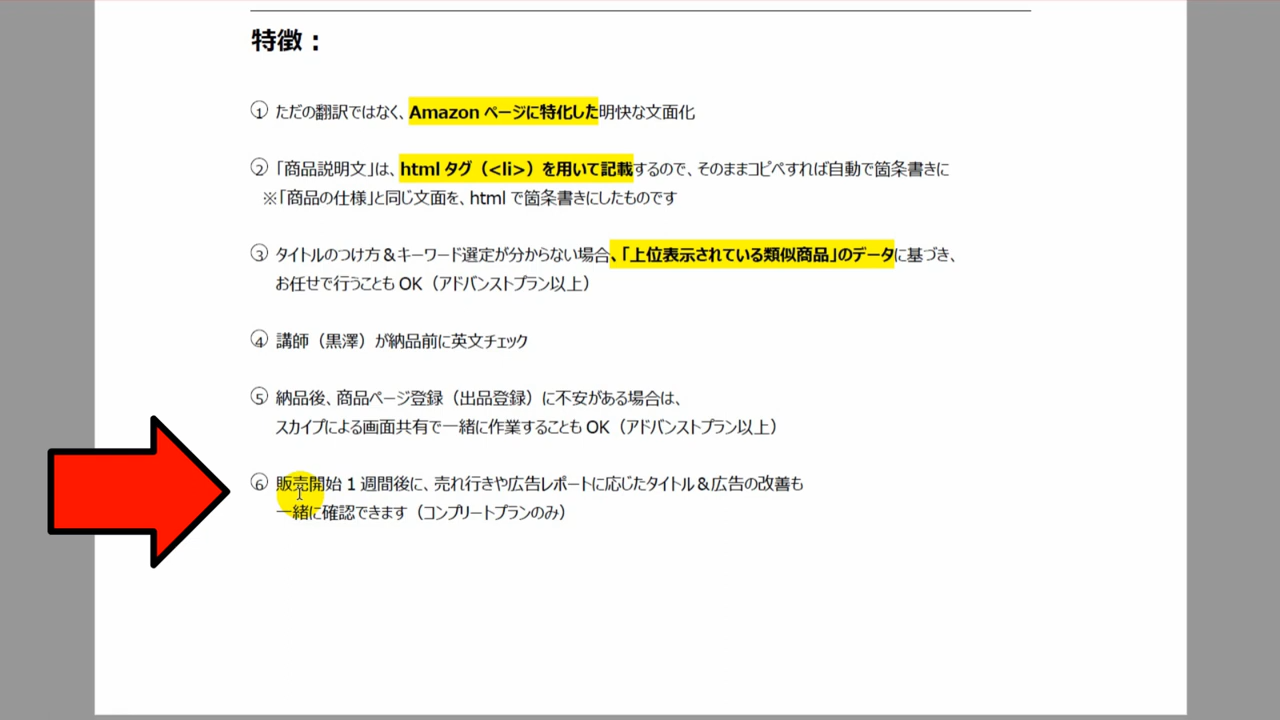 特徴：
① ただの翻訳ではなく、Amazon ページに特化した明快な文面化
② 「商品説明文」は、html タグ（<li>）を用いて記載するので、そのままコピペすれば自動で箇条書きに
※「商品の仕様」と同じ文面を、html で箇条書きにしたものです
③ タイトルのつけ方＆キーワード選定が分からない場合、「上位表示されている類似商品」のデータに基づき、
お任せで行うことも OK（アドバンストプラン以上）
④ 講師（黒澤）が納品前に英文チェック
⑤ 納品後、商品ページ登録（出品登録）に不安がある場合は、
スカイプによる画面共有で一緒に作業することも OK（アドバンストプラン以上）
⑥ 販売開始 1 週間後に、売れ行きや広告レポートに応じたタイトル＆広告の改善も
一緒に確認できます（コンプリートプランのみ）